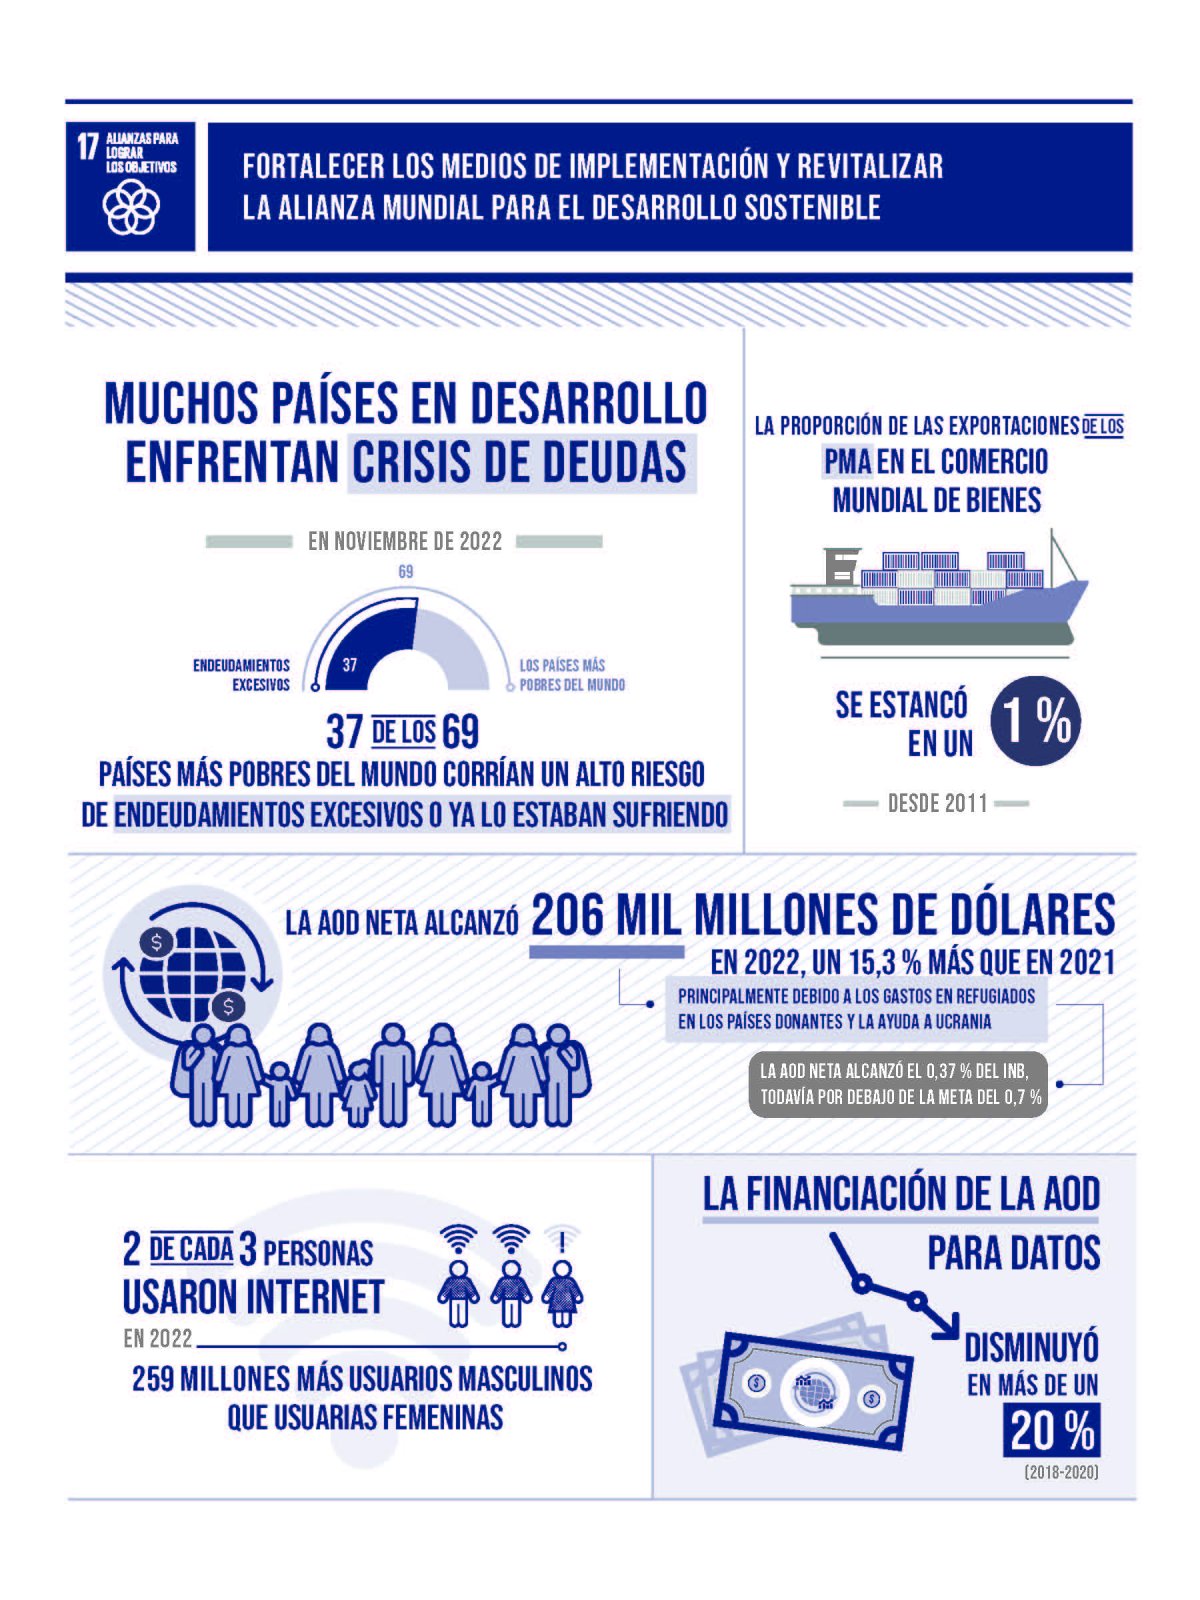 17 ALIANZAS PARA
LOGRAR
LOS OBJETIVOS
FORTALECER LOS MEDIOS DE IMPLEMENTACIÓN Y REVITALIZAR
LA ALIANZA MUNDIAL PARA EL DESARROLLO SOSTENIBLE
MUCHOS PAÍSES EN DESARROLLO
ENFRENTAN CRISIS DE DEUDAS
EN NOVIEMBRE DE 2022
69
ENDEUDAMIENTOS
EXCESIVOS
37
LOS PAÍSES MÁS
POBRES DEL MUNDO
37 DE LOS 69
PAÍSES MÁS POBRES DEL MUNDO CORRÍAN UN ALTO RIESGO
DE ENDEUDAMIENTOS EXCESIVOS O YA LO ESTABAN SUFRIENDO
LA PROPORCIÓN DE LAS EXPORTACIONES DE LOS
PMA EN EL COMERCIO
MUNDIAL DE BIENES
SE ESTANCÓ
EN UN
1 %
DESDE 2011
LA AOD NETA ALCANZÓ 206 MIL MILLONES DE DÓLARES
EN 2022, UN 15,3 % MÁS QUE EN 2021
PRINCIPALMENTE DEBIDO A LOS GASTOS EN REFUGIADOS
EN LOS PAÍSES DONANTES Y LA AYUDA A UCRANIA
LA AOD NETA ALCANZÓ EL 0,37 % DEL INB,
TODAVÍA POR DEBAJO DE LA META DEL 0,7 %
$
$
2 DE CADA 3 PERSONAS
USARON INTERNET
EN 2022
!
259 MILLONES MÁS USUARIOS MASCULINOS
QUE USUARIAS FEMENINAS
LA FINANCIACIÓN DE LA AOD
PARA DATOS
DISMINUYÓ
EN MÁS DE UN
20 %
(2018-2020)
$
$